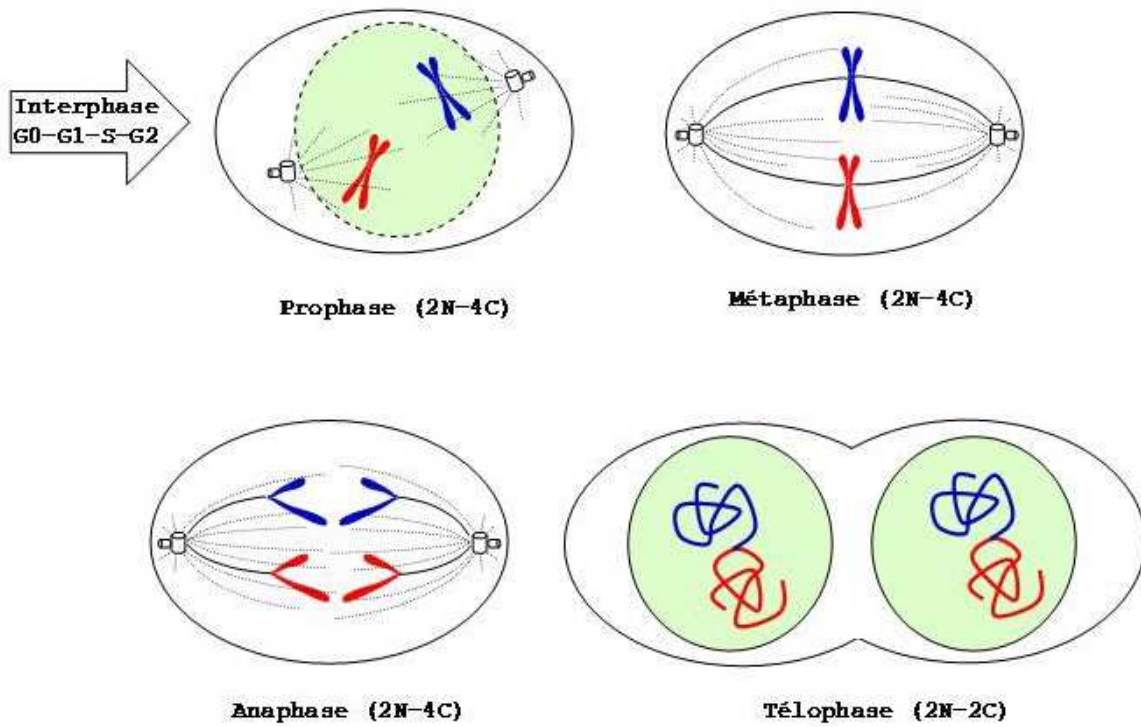 Interphase
G0-G1-S-G2
Prophase (2N-4C)
Métaphase (2N-4C)
Anaphase (2N-4C)
Télophase (2N-2C)